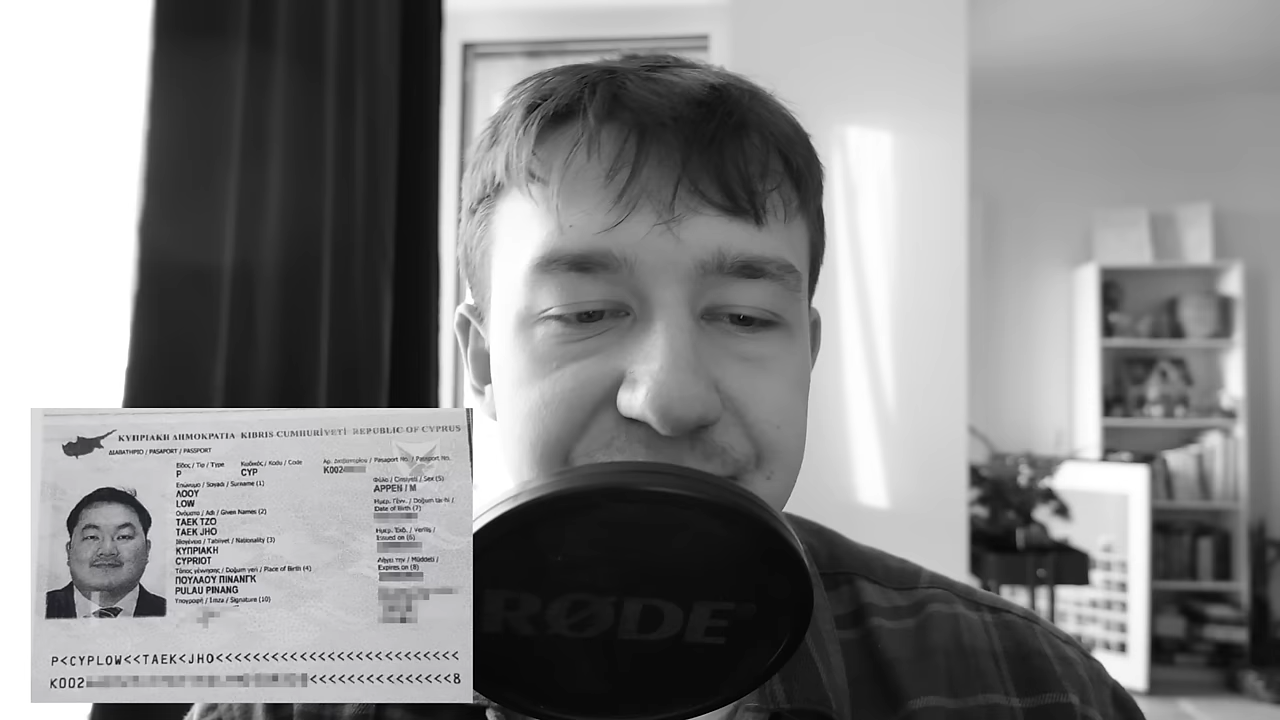 ΚΥΠΡΙΑΚΗ ΔΗΜΟΚΡΑΤΙΑ KIBRIS CUMHURİYETİ REPUBLIC OF CYPRUS
ΔΙΑΒΑΤΗΡΙΟ / PASAPORT / PASSPORT
Είδος / Tip / Type
P
Κωδικός / Kodu / Code
CYP
Αρ. Διαβατηρίου / Pasaport No. / Passport No.
K002
Επώνυμο / Soyadı / Surname (1)
ΛΟΟΥ
LOW
Ονόματα / Adı / Given Names (2)
ΤΑΕΚ ΤΖΟ
TAEK JHO
Ιθαγένεια / Tabiiyet / Nationality (3)
ΚΥΠΡΙΑΚΗ
CYPRIOT
Τόπος γέννησης / Doğum yeri / Place of Birth (4)
ΠΟΥΛΑΟΥ ΠΙΝΑΝΓΚ
PULAU PINANG
Υπογραφή / İmza / Signature (10)
Φύλο / Cinsiyeti / Sex (5)
ΑΡΡΕΝ / M
Ημερ. Γένν. / Doğum tarihi /
Date of Birth (7)
Ημερ. Έκδ. / Veriliş /
Issued on (6)
Λήγει την / Müddeti /
Expires on (8)
P<CYPLOW<<TAEK<JHO<<<<<<<<<<<<<<<<<<<<<<<<<<
K002
<<<<<<<<<<<<<<<8
RØDE